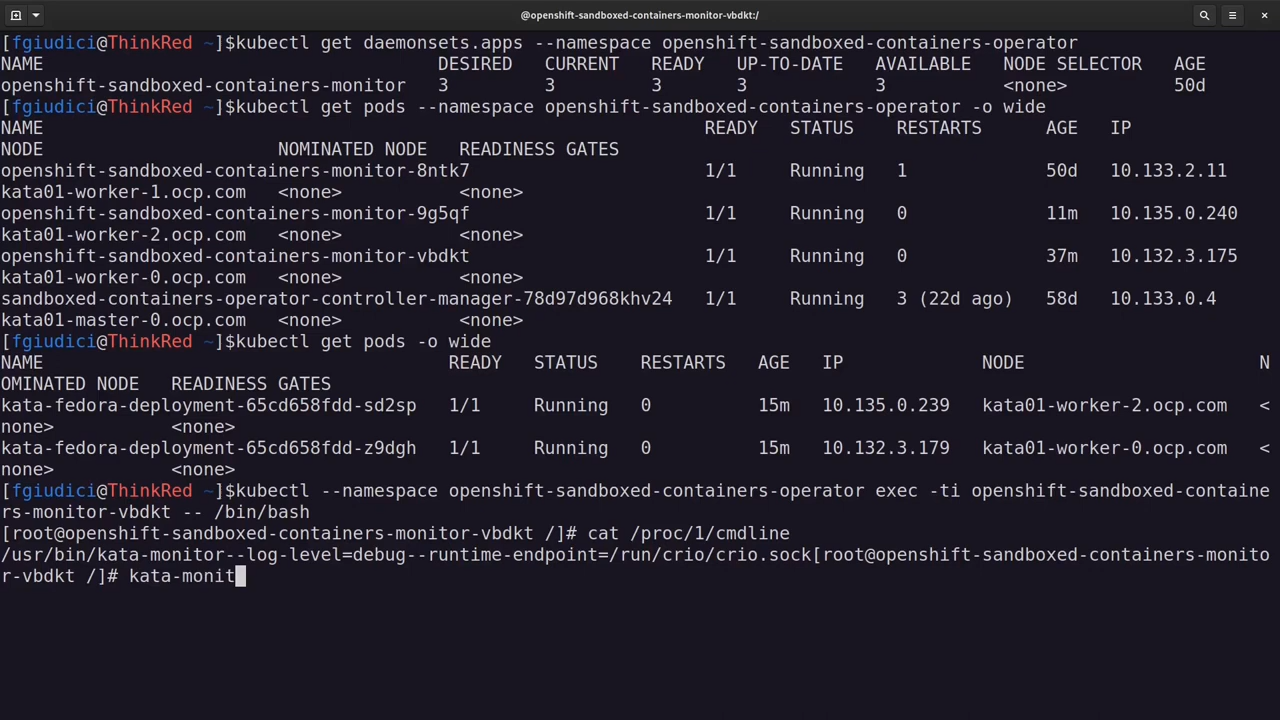 @openshift-sandboxed-containers-monitor-vbdkt:/
[fgiudici@ThinkRed ~]$kubectl get daemonsets.apps --namespace openshift-sandboxed-containers-operator
NAME DESIRED CURRENT READY UP-TO-DATE AVAILABLE NODE SELECTOR AGE
openshift-sandboxed-containers-monitor 3 3 3 3 3 <none> 50d
[fgiudici@ThinkRed ~]$kubectl get pods --namespace openshift-sandboxed-containers-operator -o wide
NAME READY STATUS RESTARTS AGE IP
NODE NOMINATED NODE READINESS GATES
openshift-sandboxed-containers-monitor-8ntk7 1/1 Running 1 50d 10.133.2.11
kata01-worker-1.ocp.com <none> <none>
openshift-sandboxed-containers-monitor-9g5qf 1/1 Running 0 11m 10.135.0.240
kata01-worker-2.ocp.com <none> <none>
openshift-sandboxed-containers-monitor-vbdkt 1/1 Running 0 37m 10.132.3.175
kata01-worker-0.ocp.com <none> <none>
sandboxed-containers-operator-controller-manager-78d97d968khv24 1/1 Running 3 (22d ago) 58d 10.133.0.4
kata01-master-0.ocp.com <none> <none>
[fgiudici@ThinkRed ~]$kubectl get pods -o wide
NAME READY STATUS RESTARTS AGE IP NODE N
OMINATED NODE READINESS GATES
kata-fedora-deployment-65cd658fdd-sd2sp 1/1 Running 0 15m 10.135.0.239 kata01-worker-2.ocp.com <
none> <none>
kata-fedora-deployment-65cd658fdd-z9dgh 1/1 Running 0 15m 10.132.3.179 kata01-worker-0.ocp.com <
none> <none>
[fgiudici@ThinkRed ~]$kubectl --namespace openshift-sandboxed-containers-operator exec -ti openshift-sandboxed-containe
rs-monitor-vbdkt -- /bin/bash
[root@openshift-sandboxed-containers-monitor-vbdkt /]# cat /proc/1/cmdline
/usr/bin/kata-monitor--log-level=debug--runtime-endpoint=/run/crio/crio.sock[root@openshift-sandboxed-containers-monito
r-vbdkt /]# kata-monit